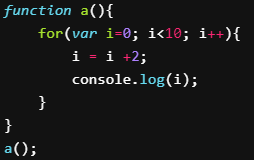 function a(){
    for(var i=0; i<10; i++){
        i = i +2;
        console.log(i);
    }
}
a();